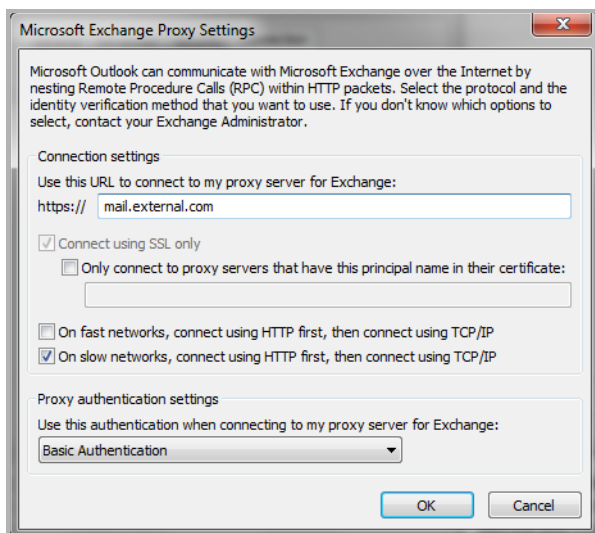 Microsoft Exchange Proxy Settings
Microsoft Outlook can communicate with Microsoft Exchange over the Internet by
nesting Remote Procedure Calls (RPC) within HTTP packets. Select the protocol and the
identity verification method that you want to use. If you don't know which options to
select, contact your Exchange Administrator.
Connection settings
Use this URL to connect to my proxy server for Exchange:
https:// mail.external.com
Connect using SSL only
Only connect to proxy servers that have this principal name in their certificate:
On fast networks, connect using HTTP first, then connect using TCP/IP
On slow networks, connect using HTTP first, then connect using TCP/IP
Proxy authentication settings
Use this authentication when connecting to my proxy server for Exchange:
Basic Authentication
OK Cancel